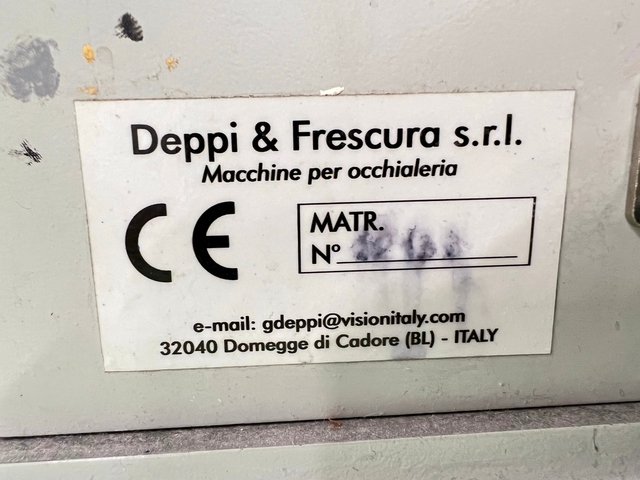 Deppi & Frescura s.r.l.
Macchine per occhialeria
CE
MATR.
N°
e-mail: gdeppi@visionitaly.com
32040 Domegge di Cadore (BL) - ITALY